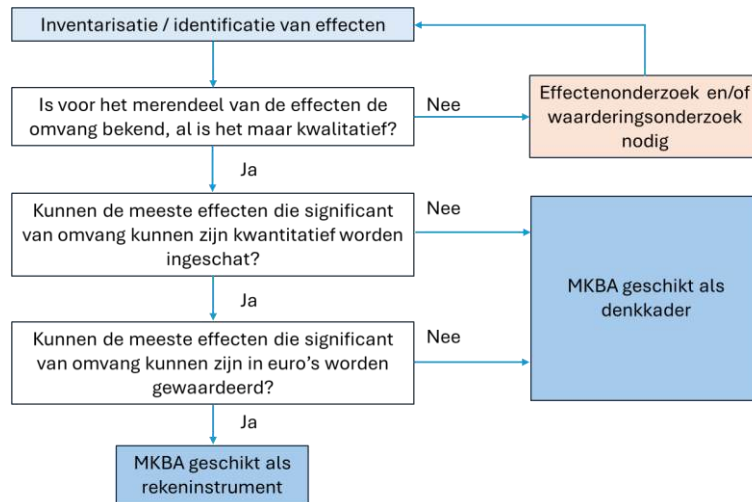 Inventarisatie / identificatie van effecten
Is voor het merendeel van de effecten de
omvang bekend, al is het maar kwalitatief?
Nee
Effectenonderzoek en/of
waarderingsonderzoek
nodig
Ja
Kunnen de meeste effecten die significant
van omvang kunnen zijn kwantitatief worden
ingeschat?
Nee
MKBA geschikt als
denkkader
Ja
Kunnen de meeste effecten die significant
van omvang kunnen zijn in euro’s worden
gewaardeerd?
Nee
Ja
MKBA geschikt als
rekeninstrument